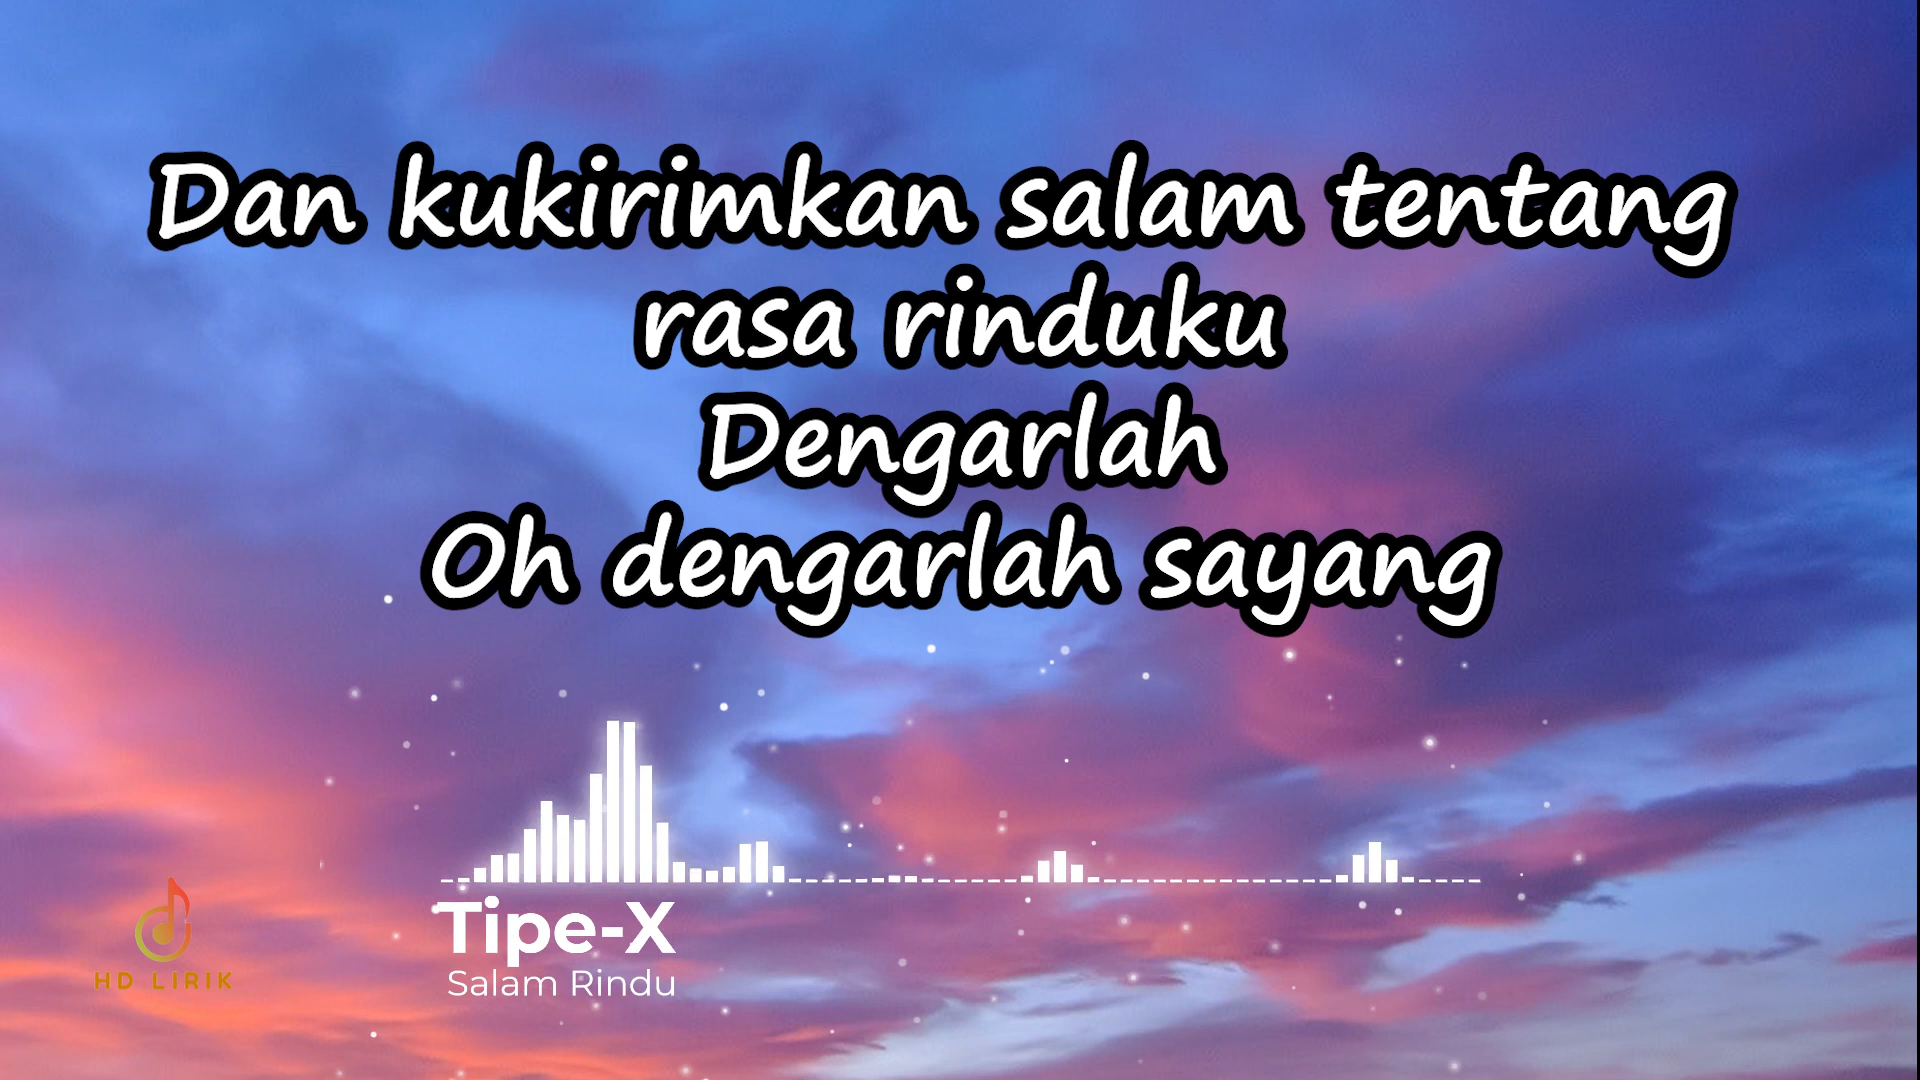 Dan kukirimkan salam tentang
rasa rinduku
Dengarlah
Oh dengarlah sayang
Tipe-X
Salam Rindu
HD LIRIK